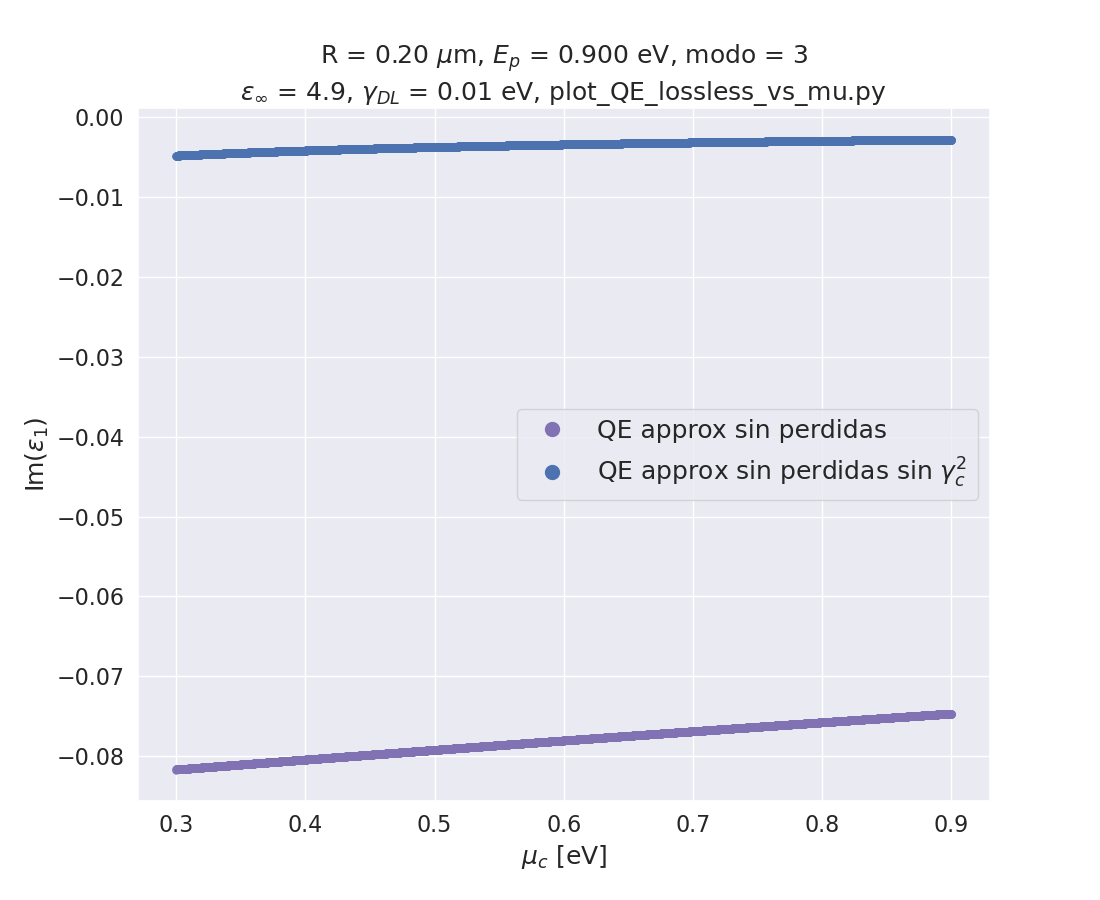 R = 0.20 μm, $E_p$ = 0.900 eV, modo = 3
$ε_∞$ = 4.9, $γ_{DL}$ = 0.01 eV, plot_QE_lossless_vs_mu.py
0.00
−0.01
−0.02
−0.03
−0.04
−0.05
−0.06
−0.07
−0.08
Im($ε_1$)
QE approx sin perdidas
QE approx sin perdidas sin $γ_c^2$
0.3 0.4 0.5 0.6 0.7 0.8 0.9
$μ_c$ [eV]